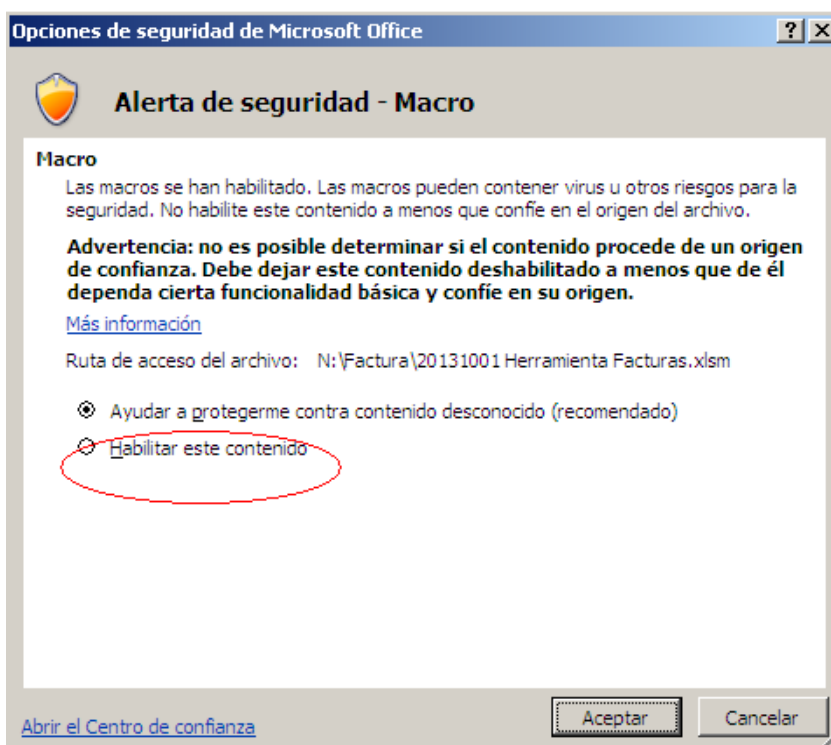 Opciones de seguridad de Microsoft Office
Alerta de seguridad - Macro
Macro
Las macros se han habilitado. Las macros pueden contener virus u otros riesgos para la
seguridad. No habilite este contenido a menos que confíe en el origen del archivo.
Advertencia: no es posible determinar si el contenido procede de un origen
de confianza. Debe dejar este contenido deshabilitado a menos que de él
dependa cierta funcionalidad básica y confíe en su origen.
Más información
Ruta de acceso del archivo: N:\Factura\20131001 Herramienta Facturas.xlsm
Ayudar a protegerme contra contenido desconocido (recomendado)
Habilitar este contenido
Abrir el Centro de confianza
Aceptar
Cancelar